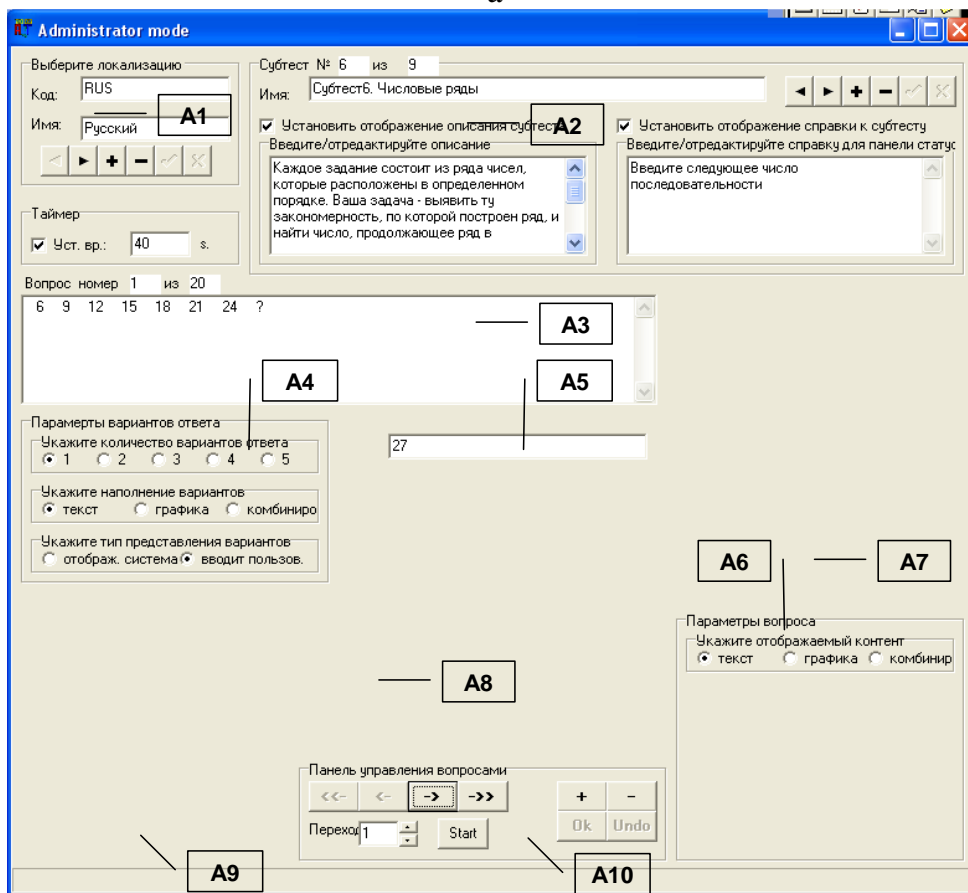 а
Administrator mode
Выберите локализацию
Код: RUS
Имя: Русский
A1
Субтест № 6 из 9
Имя: Субтест6. Числовые ряды
Установить отображение описания субтест
A2
Установить отображение справки к субтесту
Введите/отредактируйте описание
Каждое задание состоит из ряда чисел,
которые расположены в определенном
порядке. Ваша задача - выявить ту
закономерность, по которой построен ряд, и
найти число, продолжающее ряд в
Введите/отредактируйте справку для панели статус
Введите следующее число
последовательности
Таймер
Уст. вр.: 40 s.
Вопрос номер 1 из 20
6 9 12 15 18 21 24 ?
A3
A4
A5
Парамерты вариантов ответа
Укажите количество вариантов ответа
1 2 3 4 5
27
Укажите наполнение вариантов
текст графика комбиниро
Укажите тип представления вариантов
отображ. система вводит пользов.
A6
A7
Параметры вопроса
Укажите отображаемый контент
текст графика комбинир
A8
Панель управления вопросами
<<- <- -> ->> + -
Переход 1 Start Ok Undo
A9
A10